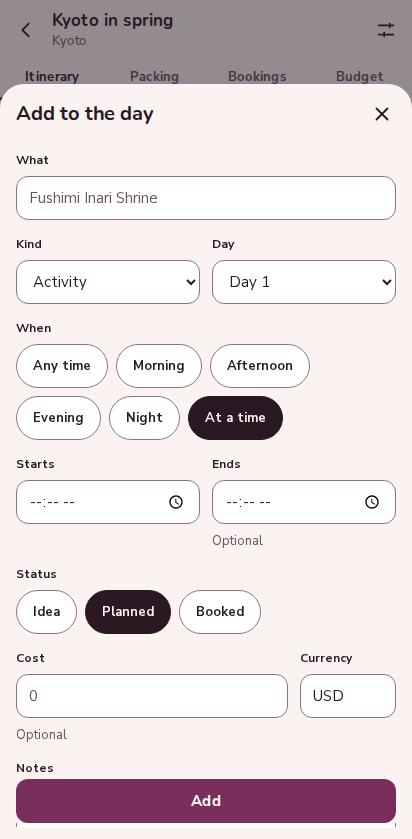 Kyoto in spring
Kyoto
Itinerary Packing Bookings Budget
Add to the day
What
Fushimi Inari Shrine
Kind Day
Activity Day 1
When
Any time Morning Afternoon
Evening Night At a time
Starts Ends
--:-- -- --:-- --
Optional
Status
Idea Planned Booked
Cost Currency
0 USD
Optional
Notes
Add